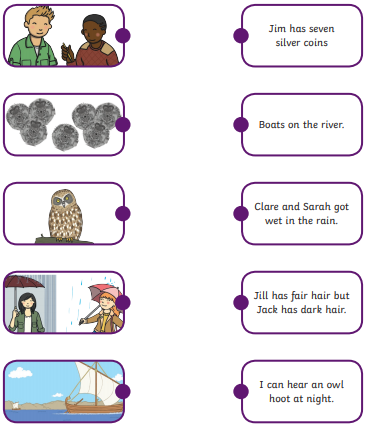 Jim has seven
silver coins
Boats on the river.
Clare and Sarah got
wet in the rain.
Jill has fair hair but
Jack has dark hair.
I can hear an owl
hoot at night.